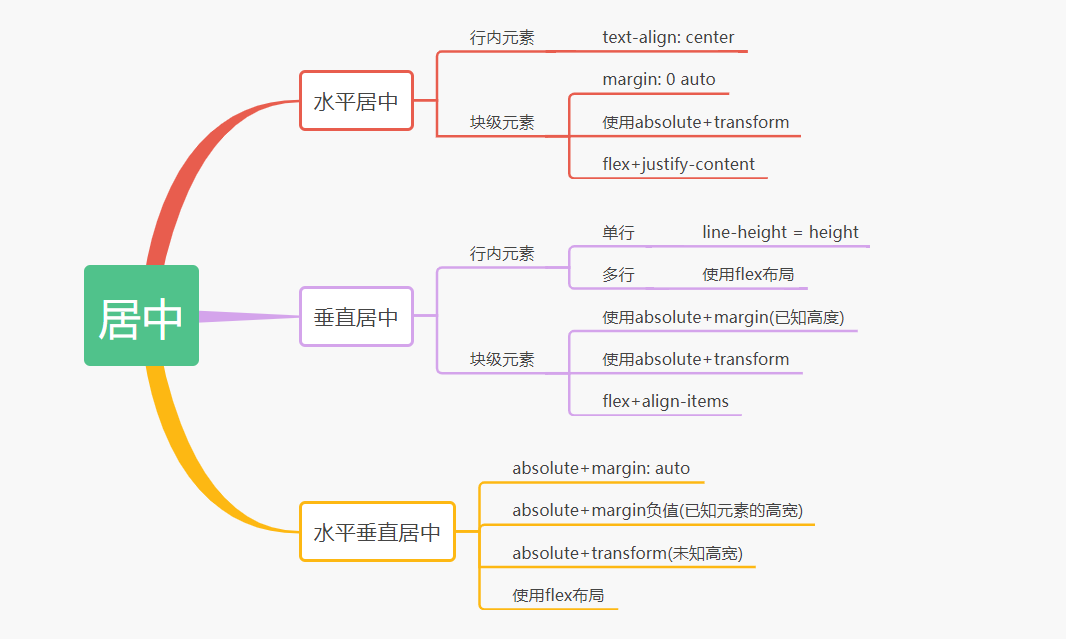 居中
水平居中
行内元素
text-align: center
块级元素
margin: 0 auto
使用absolute+transform
flex+justify-content
垂直居中
行内元素
单行
line-height = height
多行
使用flex布局
块级元素
使用absolute+margin(已知高度)
使用absolute+transform
flex+align-items
水平垂直居中
absolute+margin: auto
absolute+margin负值(已知元素的高宽)
absolute+transform(未知高宽)
使用flex布局